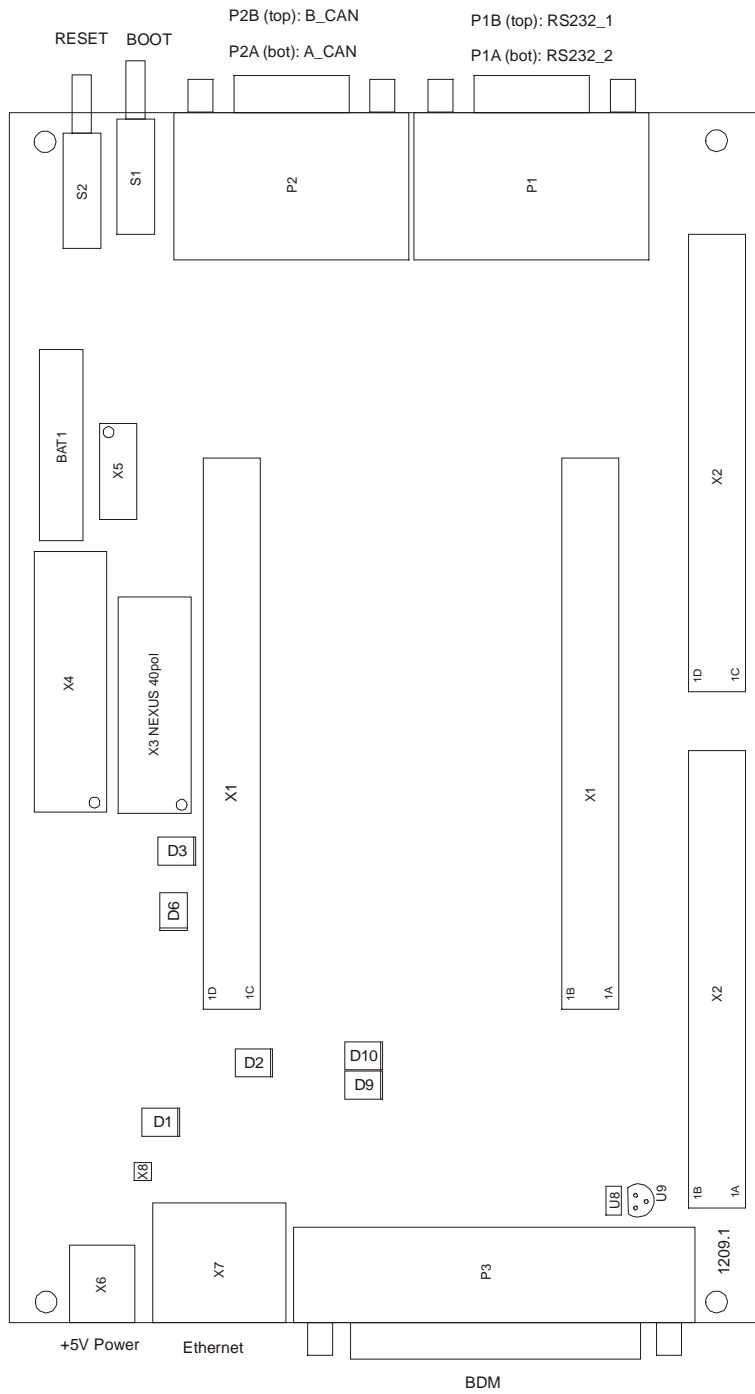 P2B (top): B_CAN
P1B (top): RS232_1
RESET
BOOT
P2A (bot): A_CAN
P1A (bot): RS232_2
S2
S1
P2
P1
BAT1
X5
X2
1D
1C
X4
X3 NEXUS 40pol
X1
1D
1C
X1
1B
1A
D3
D6
X2
1B
1A
D2
D10
D9
D1
X8
U8
U9
X6
X7
P3
1209.1
+5V Power
Ethernet
BDM